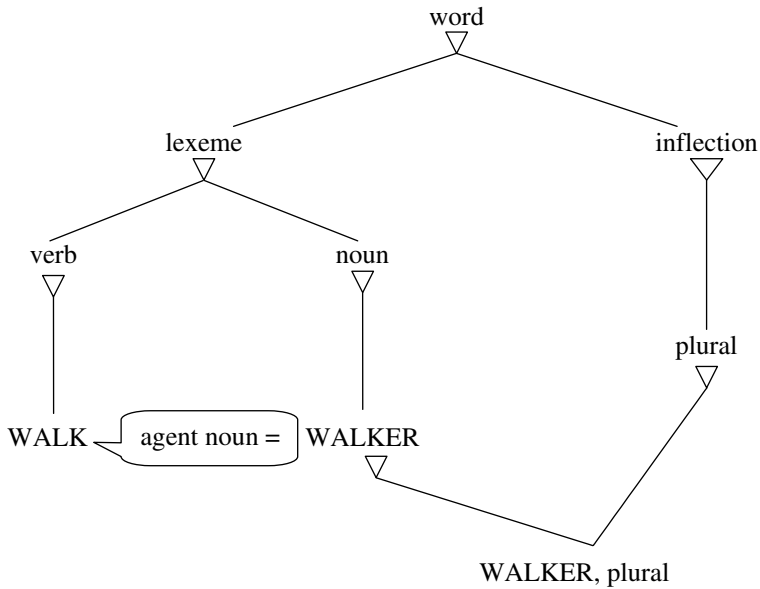 word
lexeme
inflection
verb
noun
plural
WALK
agent noun =
WALKER
WALKER, plural